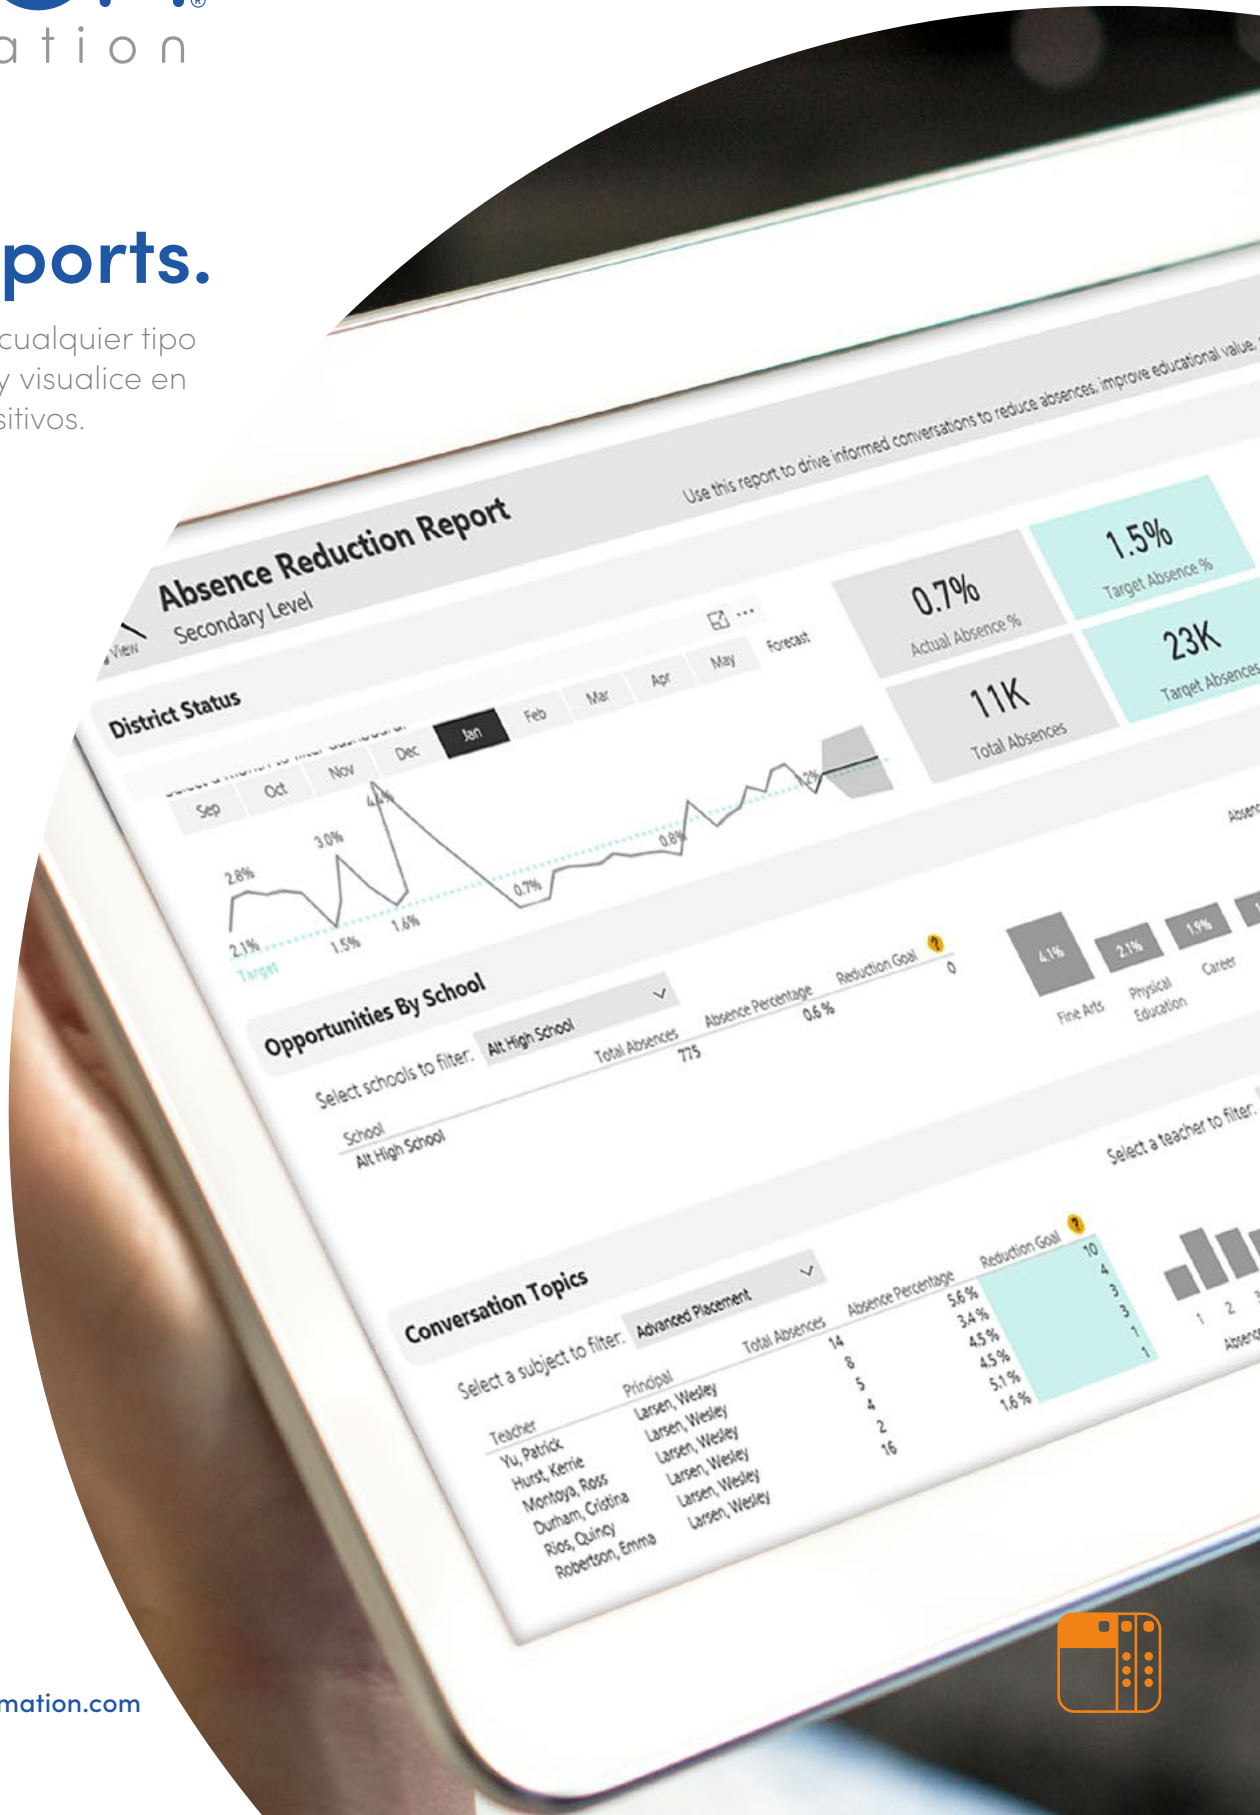 ation
ports.
cualquier tipo
y visualice en
sitivos.
Use this report to drive informed conversations to reduce absences, improve educational value,
Absence Reduction Report
Secondary Level
View
District Status
Sep Oct Nov Dec Jan Feb Mar Apr May Forecast
2.8%
3.0%
4.4%
2.1%
1.5%
1.6%
0.7%
0.8%
Target
0.7%
Actual Absence %
1.5%
Target Absence %
11K
Total Absences
23K
Target Absences
Opportunities By School
Select schools to filter: Alt High School
School Total Absences Absence Percentage Reduction Goal ?
Alt High School 775 0.6 % 0
4.1% 2.1% 1.9%
Fine Arts Physical Education Career
Conversation Topics
Select a subject to filter: Advanced Placement
Select a teacher to filter:
Teacher Principal Total Absences Absence Percentage Reduction Goal ?
Yu, Patrick Larsen, Wesley 14 5.6 % 10
Hurst, Kerrie Larsen, Wesley 8 3.4 % 4
Montoya, Ross Larsen, Wesley 5 4.5 % 3
Durham, Cristina Larsen, Wesley 4 4.5 % 3
Rios, Quincy Larsen, Wesley 2 5.1 % 1
Robertson, Emma Larsen, Wesley 16 1.6 % 1
1 2 3
mation.com